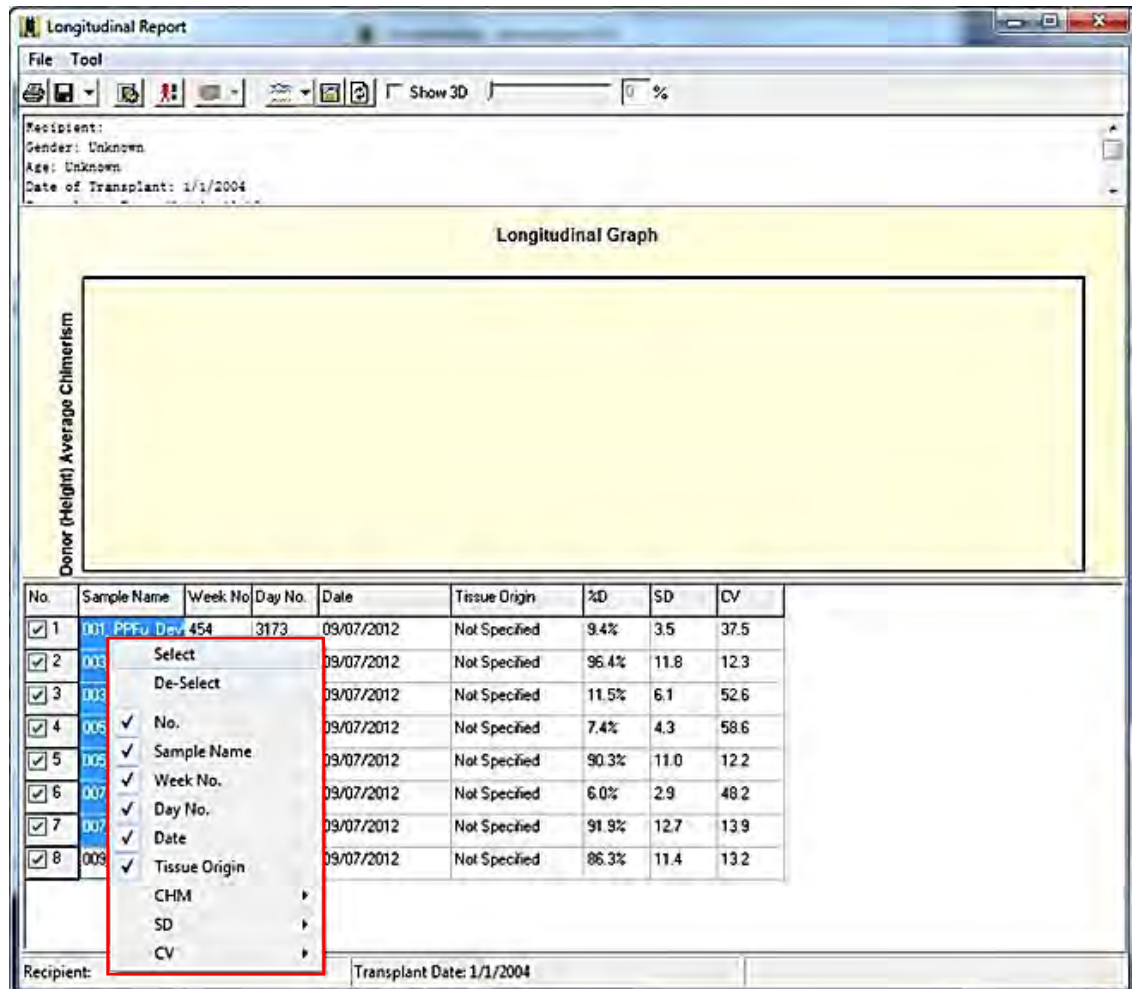 Longitudinal Report
File Tool
Show 3D 0 %
Recipient:
Gender: Unknown
Age: Unknown
Date of Transplant: 1/1/2004
Longitudinal Graph
Donor (Height) Average Chimerism
No. Sample Name Week No Day No. Date Tissue Origin %D SD CV
1 001_PPFu_Dev 454 3173 09/07/2012 Not Specified 9.4% 3.5 37.5
2 003 09/07/2012 Not Specified 96.4% 11.8 12.3
3 003 09/07/2012 Not Specified 11.5% 6.1 52.6
4 005 09/07/2012 Not Specified 7.4% 4.3 58.6
5 005 09/07/2012 Not Specified 90.3% 11.0 12.2
6 007 09/07/2012 Not Specified 6.0% 2.9 48.2
7 007 09/07/2012 Not Specified 91.9% 12.7 13.9
8 009 09/07/2012 Not Specified 86.3% 11.4 13.2
Select
De-Select
No.
Sample Name
Week No.
Day No.
Date
Tissue Origin
CHM
SD
CV
Recipient: Transplant Date: 1/1/2004